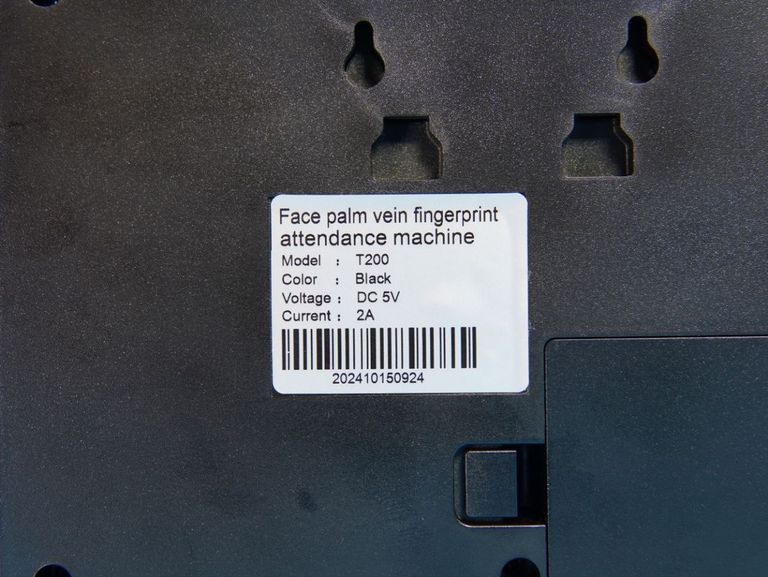 Face palm vein fingerprint
attendance machine
Model : T200
Color : Black
Voltage : DC 5V
Current : 2A
202410150924